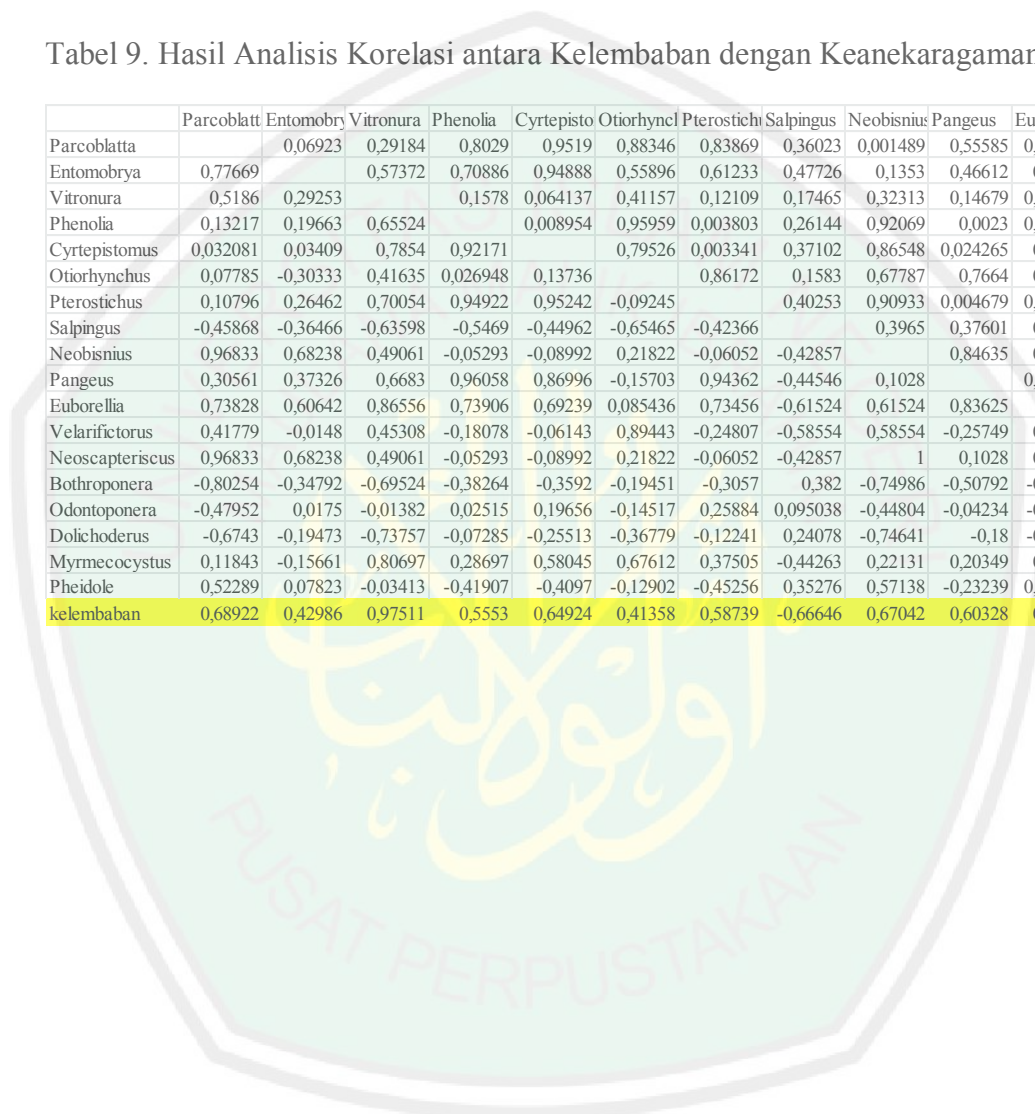 Tabel 9. Hasil Analisis Korelasi antara Kelembaban dengan Keanekaragaman
Parcoblatt Entomobry Vitronura Phenolia Cyrtepisto Otiorhyncl Pterostichu Salpingus Neobisnius Pangeus Eu
Parcoblatta 0,06923 0,29184 0,8029 0,9519 0,88346 0,83869 0,36023 0,001489 0,55585
Entomobrya 0,77669 0,57372 0,70886 0,94888 0,55896 0,61233 0,47726 0,1353 0,46612
Vitronura 0,5186 0,29253 0,1578 0,064137 0,41157 0,12109 0,17465 0,32313 0,14679
Phenolia 0,13217 0,19663 0,65524 0,008954 0,95959 0,003803 0,26144 0,92069 0,0023
Cyrtepistomus 0,032081 0,03409 0,7854 0,92171 0,79526 0,003341 0,37102 0,86548 0,024265
Otiorhynchus 0,07785 -0,30333 0,41635 0,026948 0,13736 0,86172 0,1583 0,67787 0,7664
Pterostichus 0,10796 0,26462 0,70054 0,94922 0,95242 -0,09245 0,40253 0,90933 0,004679
Salpingus -0,45868 -0,36466 -0,63598 -0,5469 -0,44962 -0,65465 -0,42366 0,3965 0,37601
Neobisnius 0,96833 0,68238 0,49061 -0,05293 -0,08992 0,21822 -0,06052 -0,42857 0,84635
Pangeus 0,30561 0,37326 0,6683 0,96058 0,86996 -0,15703 0,94362 -0,44546 0,1028
Euborellia 0,73828 0,60642 0,86556 0,73906 0,69239 0,085436 0,73456 -0,61524 0,61524 0,83625
Velarifictorus 0,41779 -0,0148 0,45308 -0,18078 -0,06143 0,89443 -0,24807 -0,58554 0,58554 -0,25749
Neoscapteriscus 0,96833 0,68238 0,49061 -0,05293 -0,08992 0,21822 -0,06052 -0,42857 1 0,1028
Bothroponera -0,80254 -0,34792 -0,69524 -0,38264 -0,3592 -0,19451 -0,3057 0,382 -0,74986 -0,50792
Odontoponera -0,47952 0,0175 -0,01382 0,02515 0,19656 -0,14517 0,25884 0,095038 -0,44804 -0,04234
Dolichoderus -0,6743 -0,19473 -0,73757 -0,07285 -0,25513 -0,36779 -0,12241 0,24078 -0,74641 -0,18
Myrmecocystus 0,11843 -0,15661 0,80697 0,28697 0,58045 0,67612 0,37505 -0,44263 0,22131 0,20349
Pheidole 0,52289 0,07823 -0,03413 -0,41907 -0,4097 -0,12902 -0,45256 0,35276 0,57138 -0,23239
kelembaban 0,68922 0,42986 0,97511 0,5553 0,64924 0,41358 0,58739 -0,66646 0,67042 0,60328
PUSAT PERPUSTAKAAN